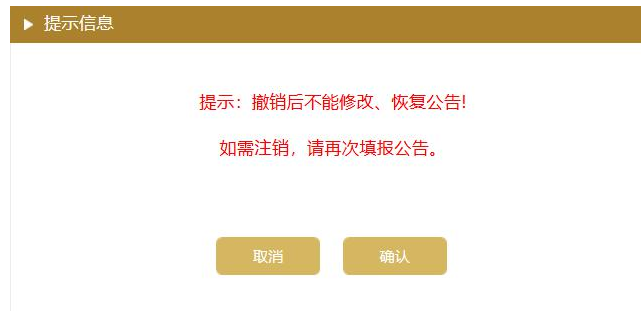 提示信息
提示：撤销后不能修改、恢复公告!
如需注销，请再次填报公告。
取消
确认